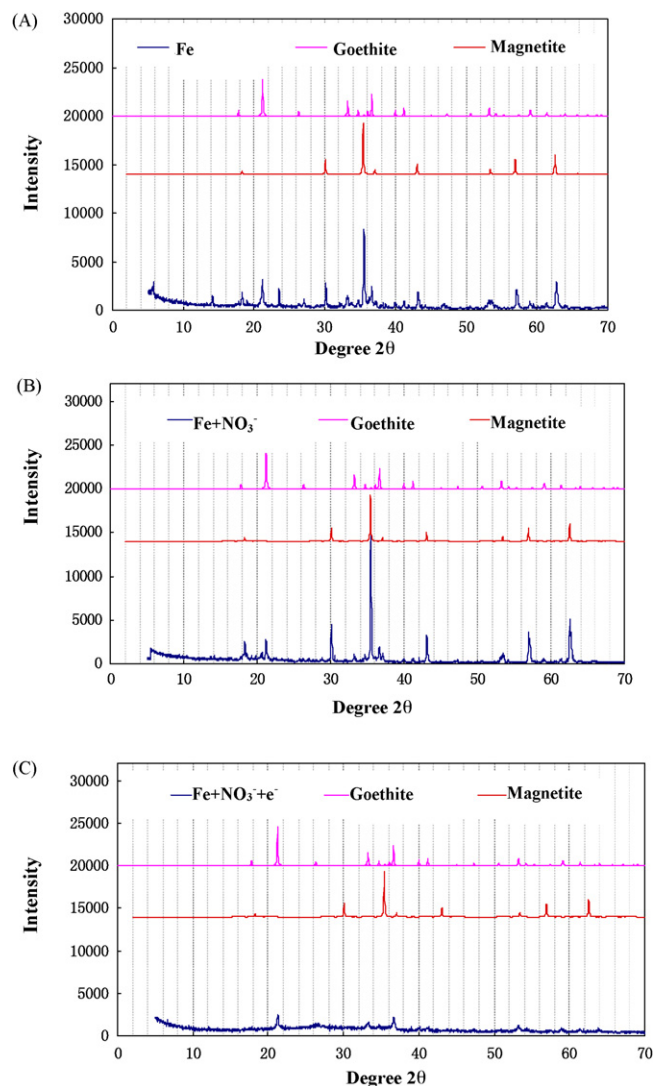 (A)
Fe Goethite Magnetite
30000
25000
20000
15000
10000
5000
0
Intensity
0 10 20 30 40 50 60 70
Degree 2θ
(B)
Fe+NO₃⁻ Goethite Magnetite
30000
25000
20000
15000
10000
5000
0
Intensity
0 10 20 30 40 50 60 70
Degree 2θ
(C)
Fe+NO₃⁻+e⁻ Goethite Magnetite
30000
25000
20000
15000
10000
5000
0
Intensity
0 10 20 30 40 50 60 70
Degree 2θ